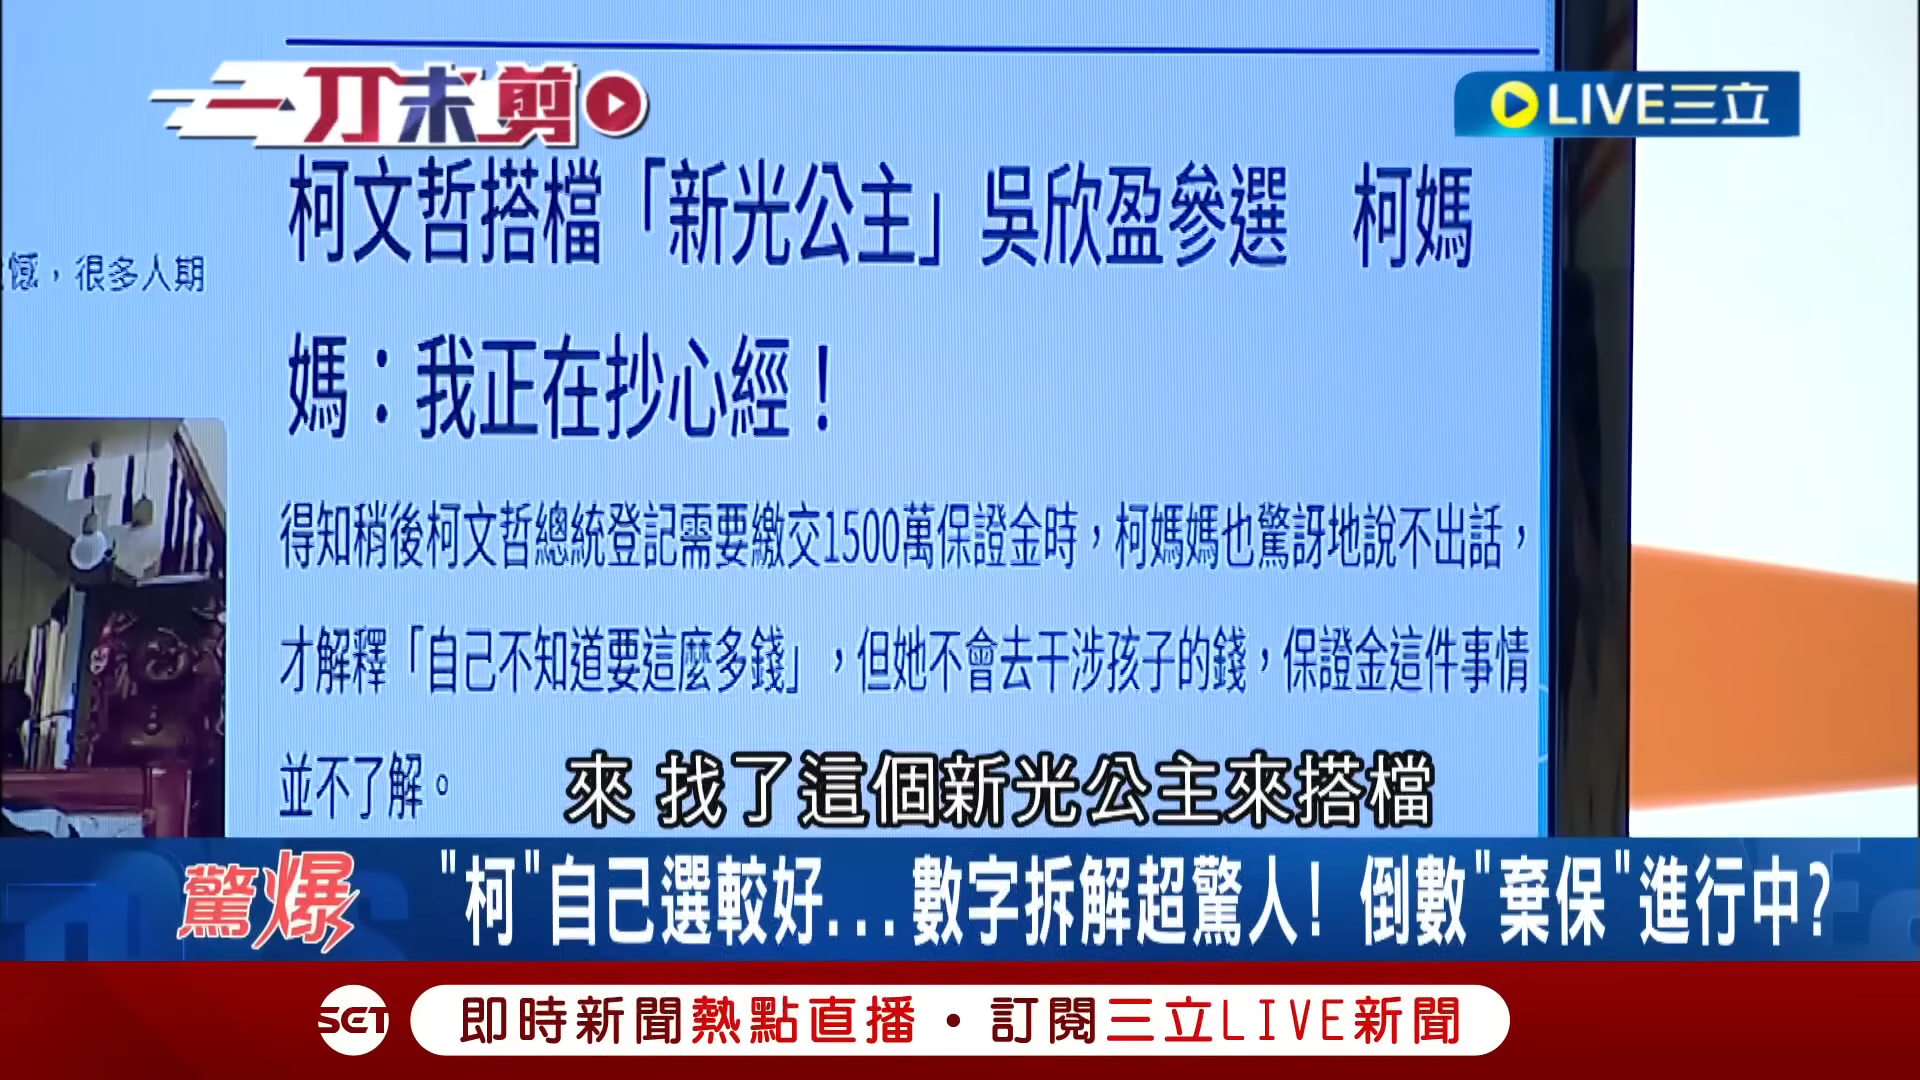 一刀未剪
LIVE三立
柯文哲搭檔「新光公主」吳欣盈參選 柯媽
媽：我正在抄心經！
憾，很多人期
得知稍後柯文哲總統登記需要繳交1500萬保證金時，柯媽媽也驚訝地說不出話，
才解釋「自己不知道要這麼多錢」，但她不會去干涉孩子的錢，保證金這件事情
並不了解。
來 找了這個新光公主來搭檔
驚爆 "柯"自己選較好...數字拆解超驚人！倒數"棄保"進行中？
SET 即時新聞熱點直播・訂閱三立LIVE新聞